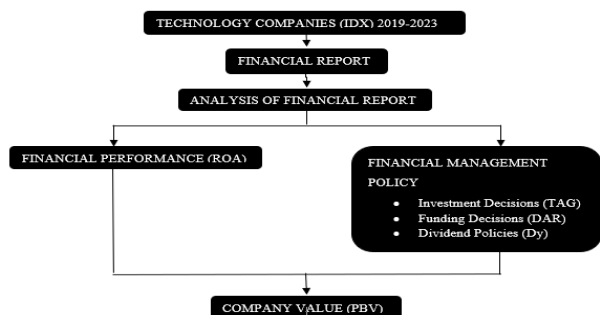 TECHNOLOGY COMPANIES (IDX) 2019-2023
FINANCIAL REPORT
ANALYSIS OF FINANCIAL REPORT
FINANCIAL PERFORMANCE (ROA)
FINANCIAL MANAGEMENT
POLICY
• Investment Decisions (TAG)
• Funding Decisions (DAR)
• Dividend Policies (Dy)
COMPANY VALUE (PBV)